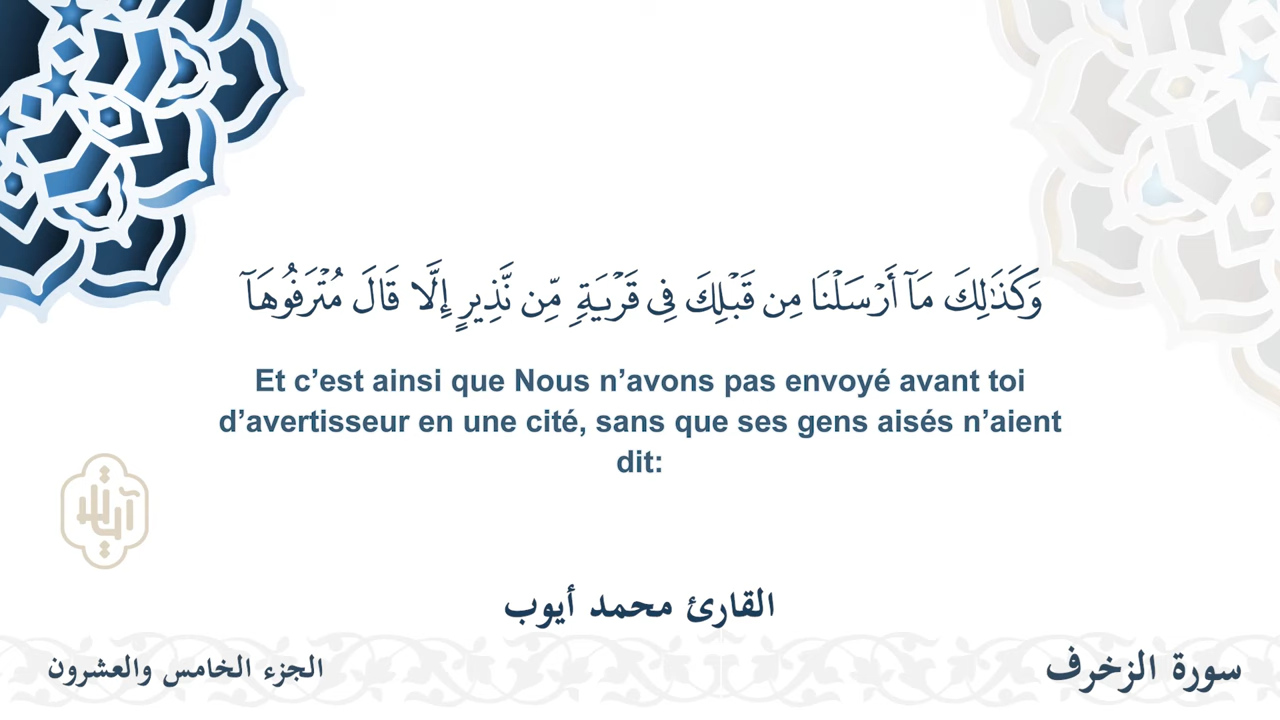 وَكَذَٰلِكَ مَآ أَرْسَلْنَا مِن قَبْلِكَ فِى قَرْيَةٍ مِّن نَّذِيرٍ إِلَّا قَالَ مُتْرَفُوهَآ
Et c’est ainsi que Nous n’avons pas envoyé avant toi
d’avertisseur en une cité, sans que ses gens aisés n’aient
dit:
القارئ محمد أيوب
سورة الزخرف
الجزء الخامس والعشرون